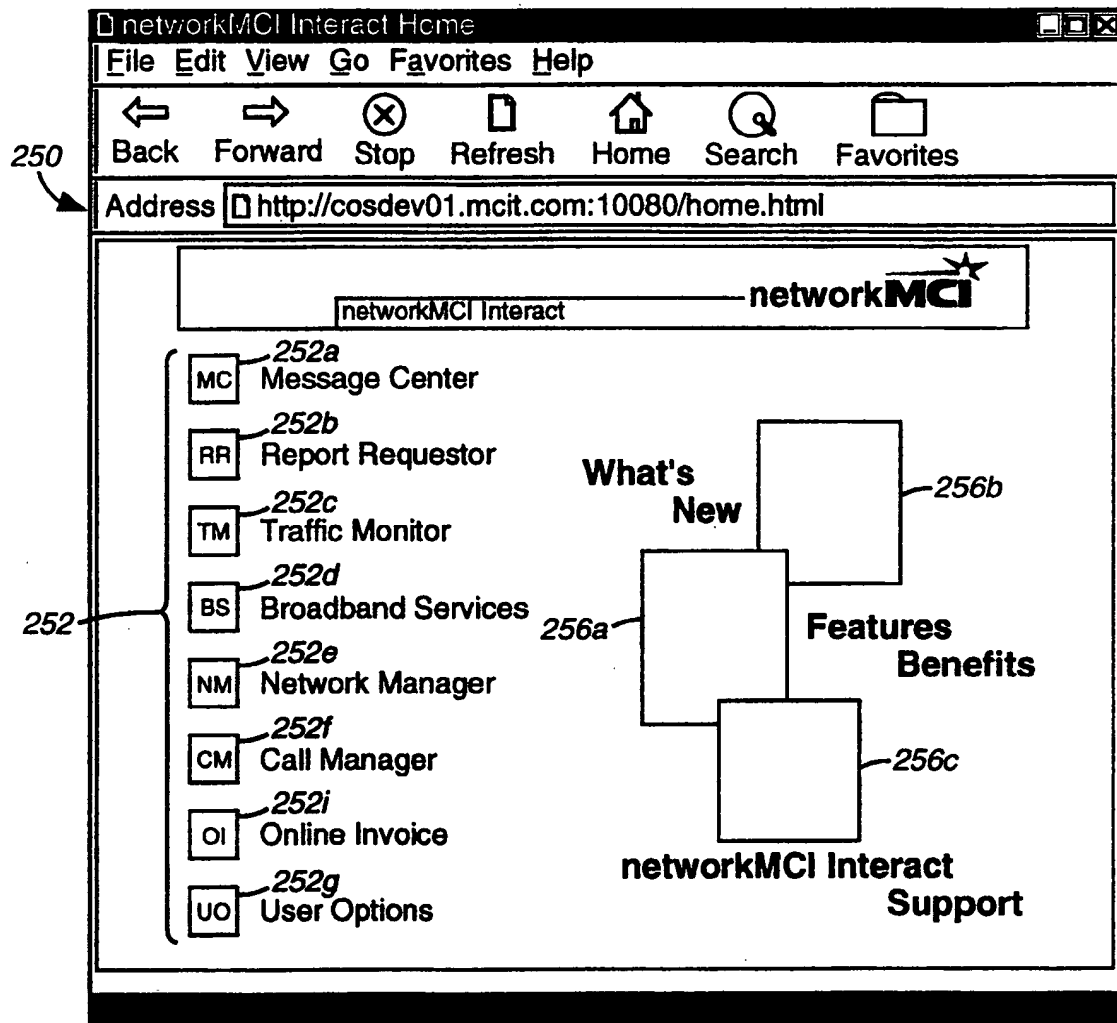 networkMCI Interact Home
File Edit View Go Favorites Help
Back Forward Stop Refresh Home Search Favorites
250
Address http://cosdev01.mcit.com:10080/home.html
networkMCI Interact
networkMCI
252
MC 252a Message Center
RR 252b Report Requestor
TM 252c Traffic Monitor
BS 252d Broadband Services
NM 252e Network Manager
CM 252f Call Manager
OI 252i Online Invoice
UO 252g User Options
What's
New
256b
256a
Features
Benefits
256c
networkMCI Interact
Support